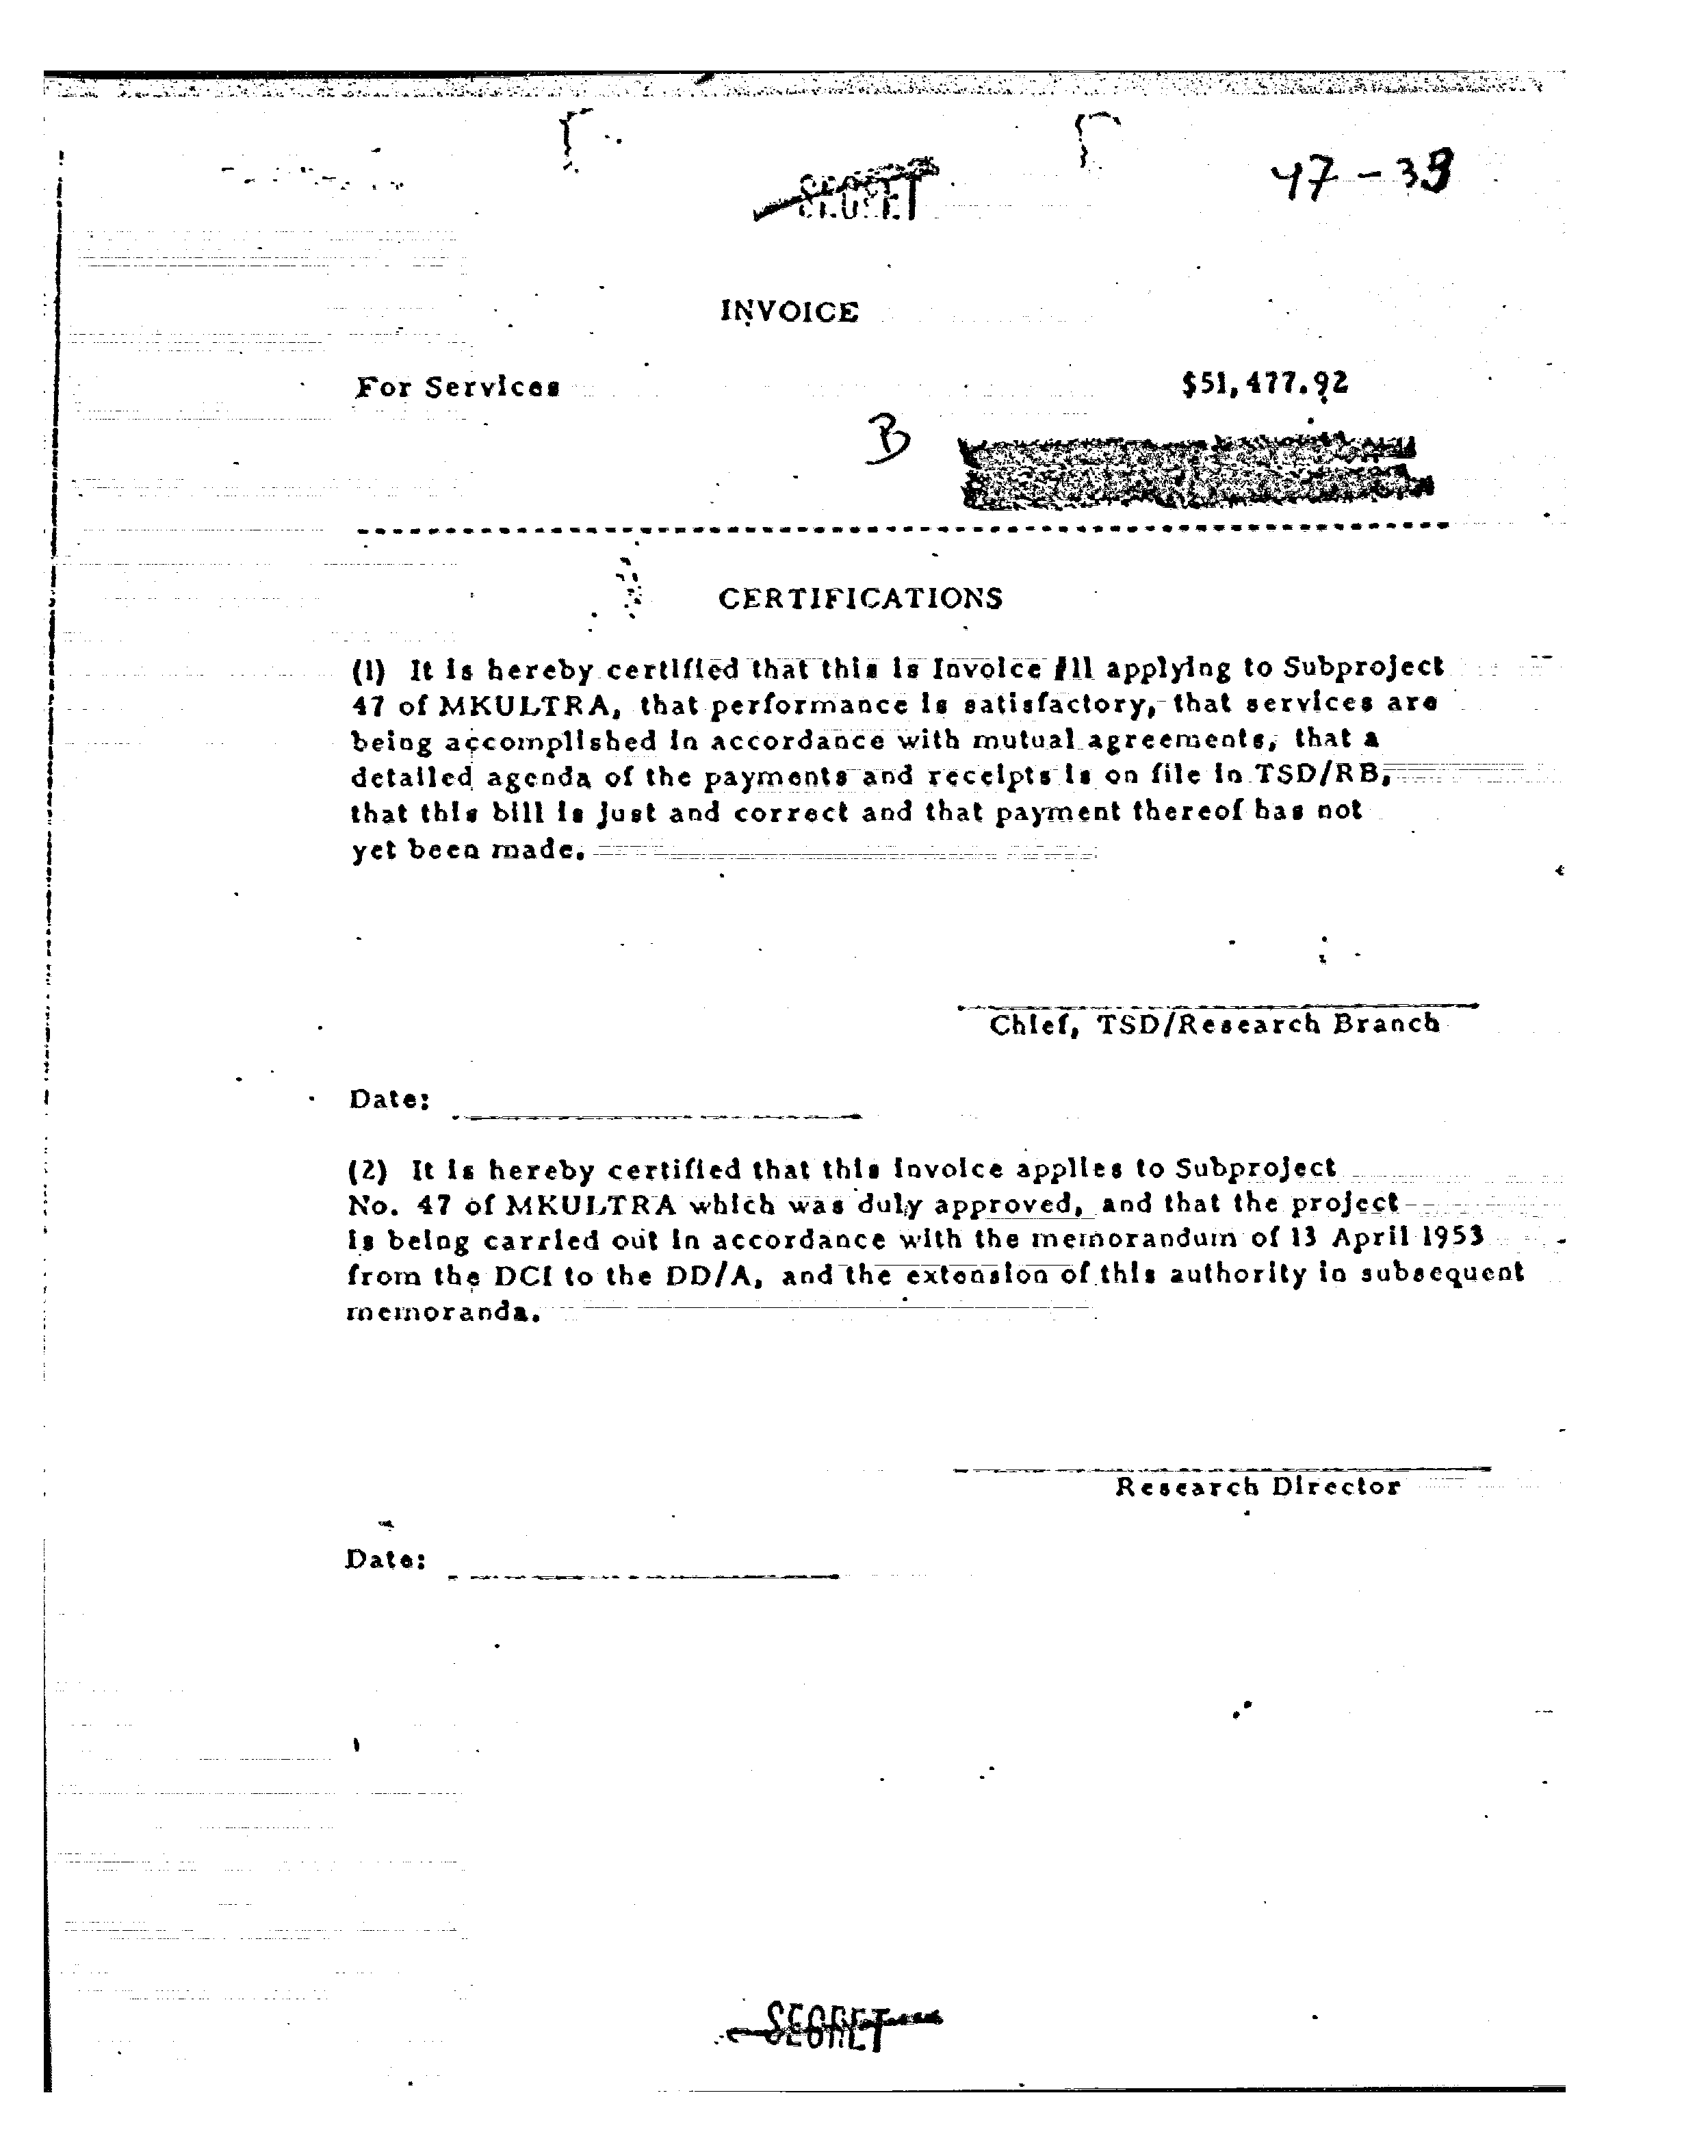 SECRET
47-39
INVOICE
For Services $51,477.92
B
CERTIFICATIONS
(1) It is hereby certified that this is Invoice #11 applying to Subproject
47 of MKULTRA, that performance is satisfactory, that services are
being accomplished in accordance with mutual agreements, that a
detailed agenda of the payments and receipts is on file in TSD/RB,
that this bill is just and correct and that payment thereof has not
yet been made.
Chief, TSD/Research Branch
Date:
(2) It is hereby certified that this invoice applies to Subproject
No. 47 of MKULTRA which was duly approved, and that the project
is being carried out in accordance with the memorandum of 13 April 1953
from the DCI to the DD/A, and the extension of this authority in subsequent
memoranda.
Research Director
Date:
SECRET